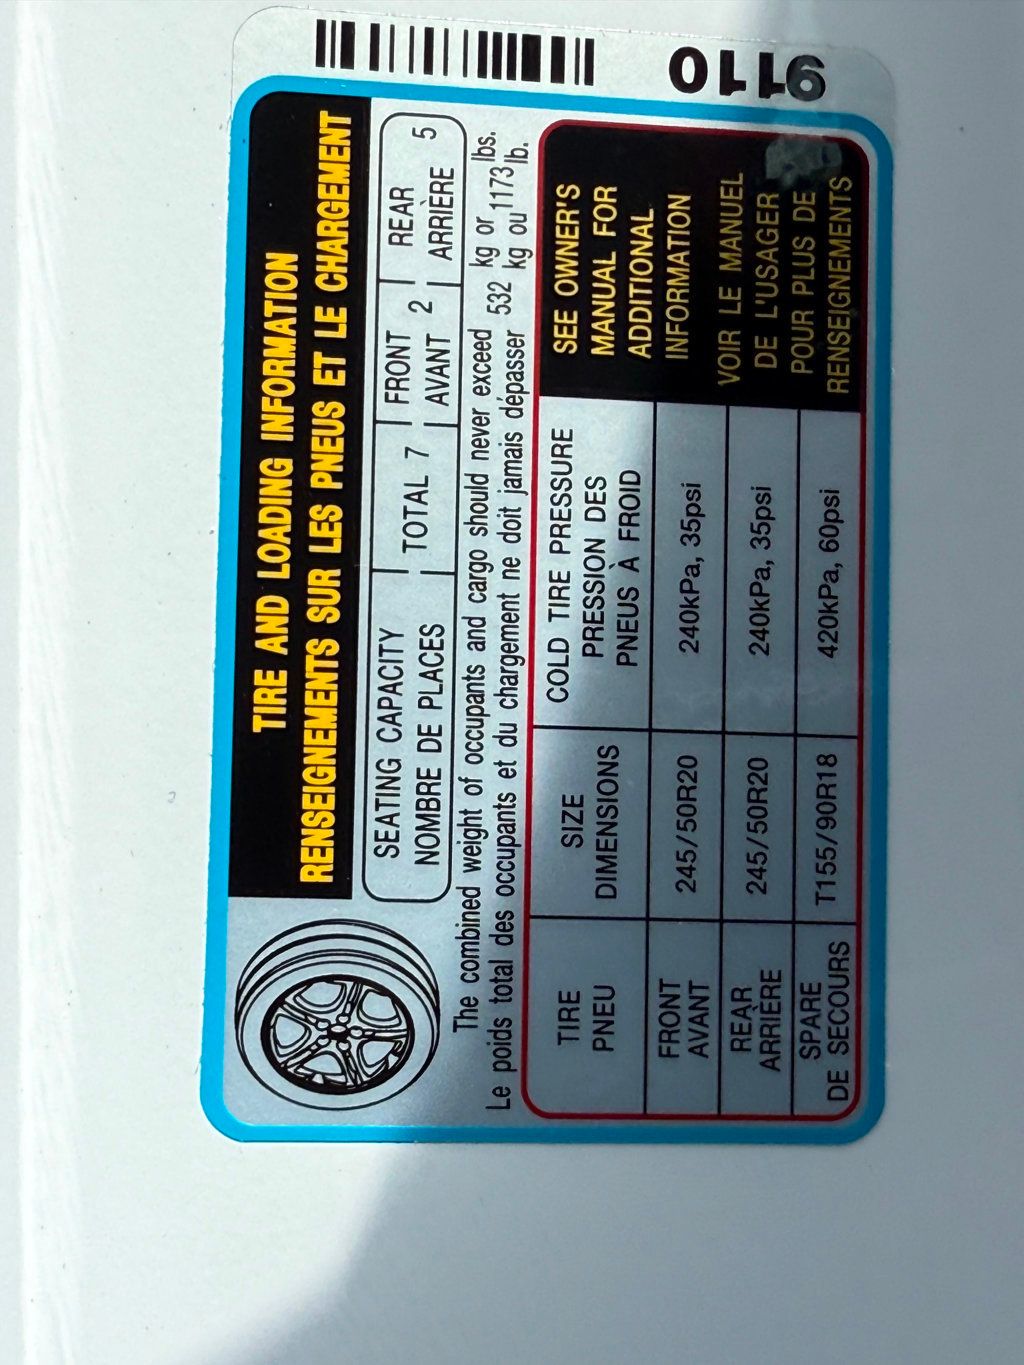 9110
TIRE AND LOADING INFORMATION
RENSEIGNEMENTS SUR LES PNEUS ET LE CHARGEMENT
SEATING CAPACITY
NOMBRE DE PLACES
TOTAL 7
FRONT
AVANT 2
REAR
ARRIÈRE 5
The combined weight of occupants and cargo should never exceed 532 kg or 1173 lbs.
Le poids total des occupants et du chargement ne doit jamais dépasser 532 kg ou 1173 lb.
TIRE
PNEU
SIZE
DIMENSIONS
COLD TIRE PRESSURE
PRESSION DES
PNEUS À FROID
FRONT
AVANT
245/50R20
240kPa, 35psi
REAR
ARRIÈRE
245/50R20
240kPa, 35psi
SPARE
DE SECOURS
T155/90R18
420kPa, 60psi
SEE OWNER'S
MANUAL FOR
ADDITIONAL
INFORMATION
VOIR LE MANUEL
DE L'USAGER
POUR PLUS DE
RENSEIGNEMENTS